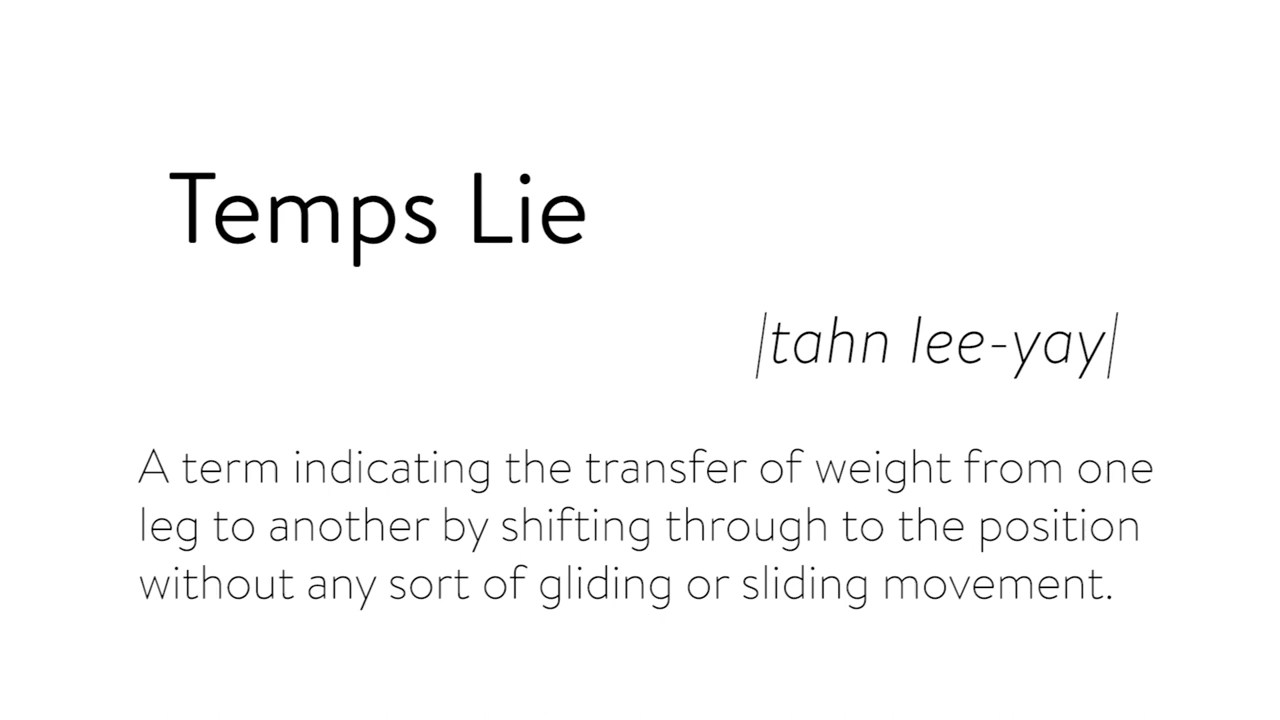 Temps Lie
|tahn lee-yay|
A term indicating the transfer of weight from one
leg to another by shifting through to the position
without any sort of gliding or sliding movement.